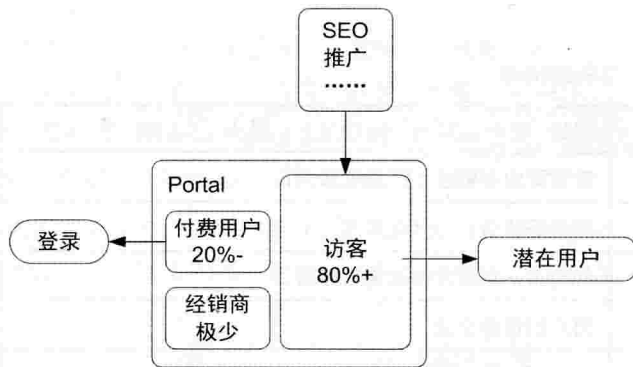 SEO
推广
......
Portal
付费用户
20%-
经销商
极少
访客
80%+
登录
潜在用户